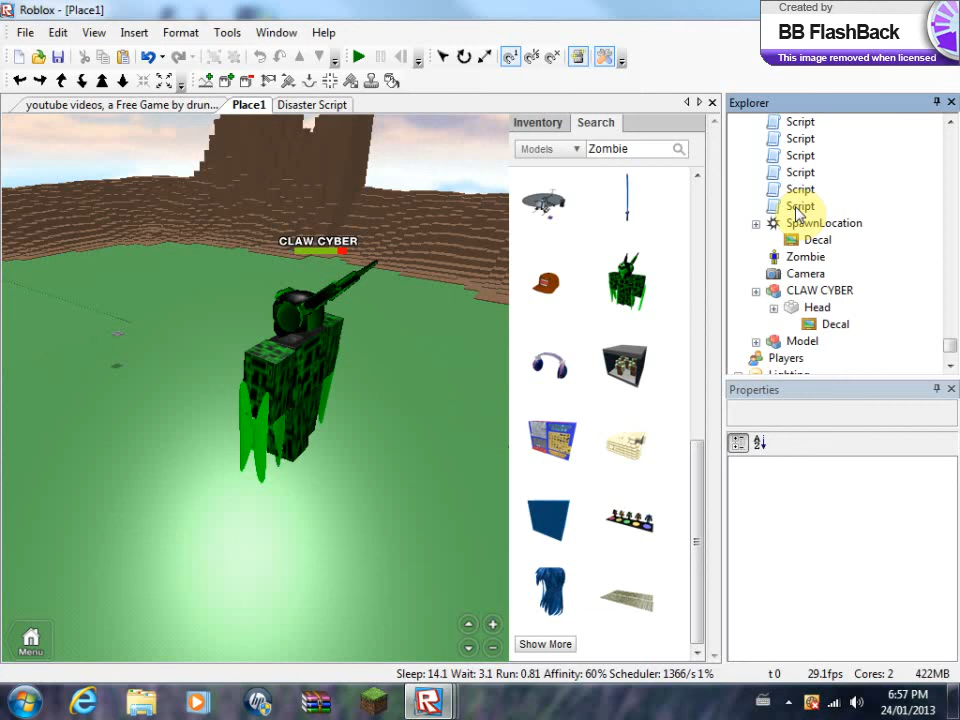 Roblox - [Place1]
Created by
BB FlashBack
This image removed when licensed
File Edit View Insert Format Tools Window Help
youtube videos, a Free Game by drun... Place1 Disaster Script
Explorer
Inventory Search
Models Zombie
Script
Script
Script
Script
Script
Script
SpawnLocation
Decal
Zombie
Camera
CLAW CYBER
Head
Decal
Model
Players
Lighting
CLAW CYBER
Properties
Show More
Menu
Sleep: 14.1 Wait: 3.1 Run: 0.81 Affinity: 60% Scheduler: 1366/s 1% t 0 29.1fps Cores: 2 422MB
6:57 PM
24/01/2013